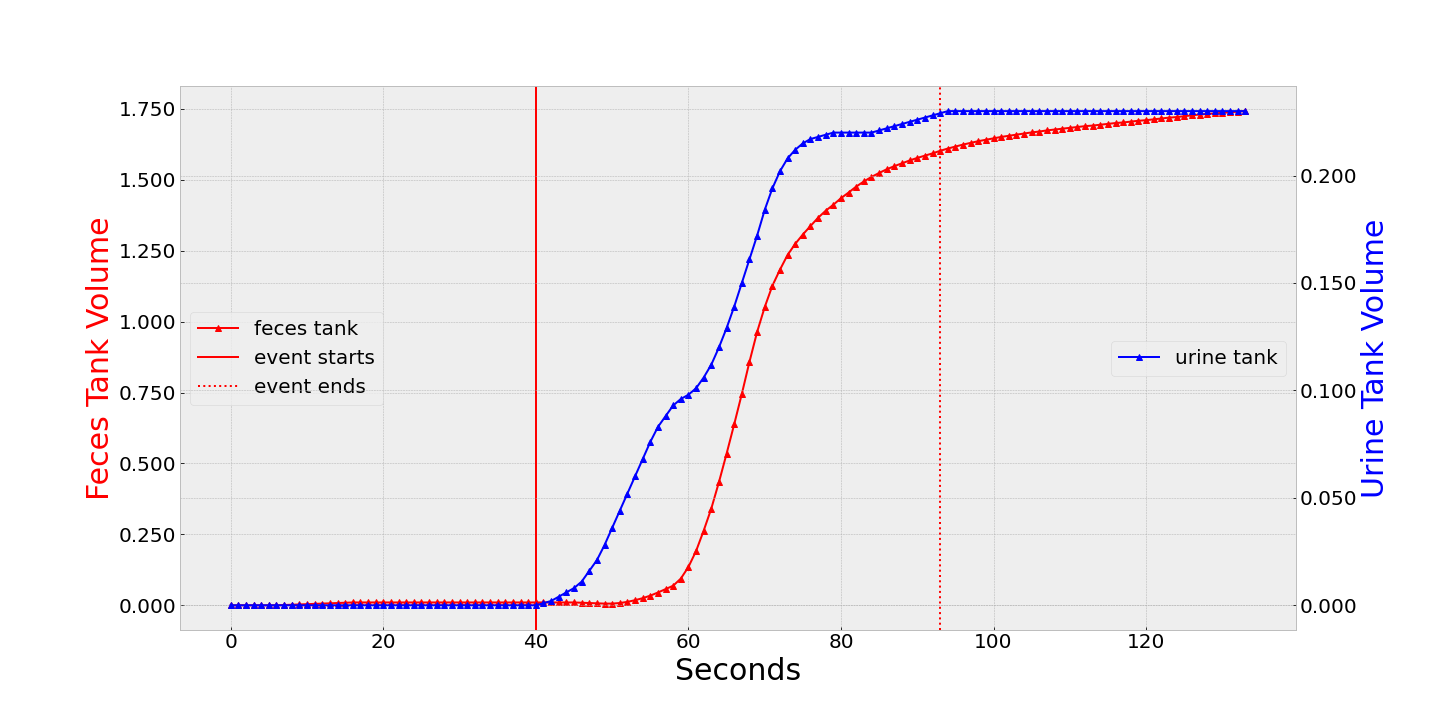 1.750
1.500
1.250
1.000
0.750
0.500
0.250
0.000
Feces Tank Volume
feces tank
event starts
event ends
urine tank
0.200
0.150
0.100
0.050
0.000
Urine Tank Volume
0 20 40 60 80 100 120
Seconds